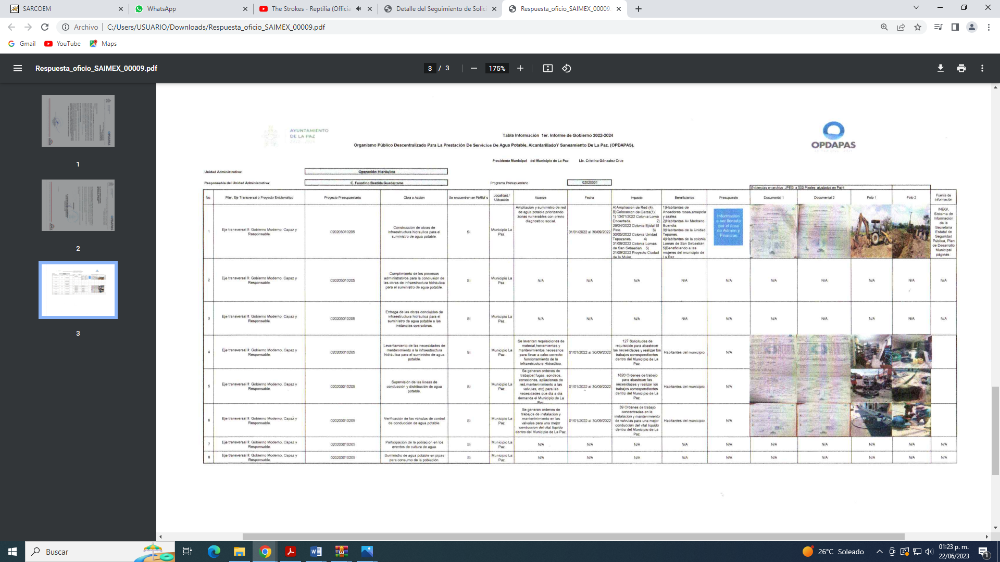 SARCOEM
WhatsApp
The Strokes - Reptilia (Officia
Detalle del Seguimiento de Solici
Respuesta_oficio_SAIMEX_00009.
Archivo
C:/Users/USUARIO/Downloads/Respuesta_oficio_SAIMEX_00009.pdf
Gmail
YouTube
Maps
Respuesta_oficio_SAIMEX_00009.pdf
3 / 3
175%
1
2
3
AYUNTAMIENTO
DE LA PAZ
Tabla Información 1er. Informe de Gobierno 2022-2024
OPDAPAS
Organismo Público Descentralizado Para La Prestación De Servicios De Agua Potable, AlcantarilladoY Saneamiento De La Paz. (OPDAPAS).
Presidenta Municipal del Municipio de La Paz Lic. Cristina Gónzalez Cruz
Unidad Administrativa: Operación Hidráulica
Responsable del Unidad Administrativa: C. Faustino Bastida Guaderrama Programa Presupuestario 02020301
Evidencias en archivo .JPEG a 500 Pixeles ajustados en Paint
No. Pilar, Eje Transversal o Proyecto Emblemático Proyecto Presupuestario Obra o Acción Se encuentran en PbRM´s Localidad / Ubicación Alcanze Fecha Impacto Beneficiarios Presupuesto Documental 1 Documental 2 Foto 1 Foto 2 Fuente de Información
1
Eje transversal II: Gobierno Moderno, Capaz y
Responsable.
020203010205
Construccion de obras de
infraestructura hidraulica para el
suministro de agua potable.
Si
Municipio La
Paz.
Ampliacion y suministro de red
de agua potable priorizando
zonas vulnerables con previo
diagnostico social.
01/01/2022 al 30/09/2022
A)Ampliacion de Red (4).
B)Colocacion de Garza(1).
1) 13/01/2022 Colonia Loma
Encantada. 2)
26/04/2022 Colonia Ejidal El
Pino. 3)
30/05/2022 Colonia Unidad
Tepozanes. 4)
31/08/2022 Colonia Lomas
de San Sebastian. 5)
21/09/2022 Proyecto Ciudad
de la Mujer
1)Habitantes de
Andadores rosas,amapola
y azalea.
2)Habitantes Av Medrano
Buendia.
3)Habitantes de la Unidad
Tepones.
4)Habitantes de la colonia
Lomas de San Sebastian
5)Beneficiando a las
mujeres del municipio de
La Paz
Información
a ser llenada
por el área
de Admon y
Finanzas
INEGI,
Sistema de
Información
de la
Secretaria
Estatal de
Seguridad
Pública, Plan
de Desarrollo
Municipal
páginas.
2
Eje transversal II: Gobierno Moderno, Capaz y
Responsable.
020203010205
Cumplimiento de los procesos
administrativos para la conclusión de
las obras de infraestructura hidráulica
para el suministro de agua potable.
Si
Municipio La
Paz.
N/A N/A N/A N/A N/A N/A N/A N/A N/A N/A
3
Eje transversal II: Gobierno Moderno, Capaz y
Responsable.
020203010205
Entrega de las obras concluidas de
infraestructura hidraulica para el
suministro de agua potable a las
instancias operadoras.
Si
Municipio La
Paz.
N/A N/A N/A N/A N/A N/A N/A N/A N/A N/A
4
Eje transversal II: Gobierno Moderno, Capaz y
Responsable.
020203010205
Levantamiento de las necesidades de
mantenimiento a la infraestructura
hidráulica para el suministro de agua
potable.
Si
Municipio La
Paz.
Se levantan requisiciones de
material,herramientas y
mantenimientos necesarios
para llevar a cabo correcto
funcionamiento de la
Infraestructura Hidraúlica.
01/01/2022 al 30/09/2022
127 Solicitudes de
requisición para abastecer
las necesidades y realizar los
trabajos correspondientes
dentro del Municipio de La
Paz.
Habitantes del municipio.
N/A
5
Eje transversal II: Gobierno Moderno, Capaz y
Responsable.
020203010205
Supervisión de las lineas de
conducción y distribución de agua
potable.
Si
Municipio La
Paz.
Se generan ordenes de
trabajos( fugas, sondeos,
conexiones, apliaciones de
red,manteninimiento a las
valvulas, etc) para las
necesidades que dia a dia
demanda el Municipio de La
Paz.
01/01/2022 al 30/09/2022
1820 Ordenes de trabajo
para abastecer las
necesidades y realizar los
trabajos correspondientes
dentro del Municipio de La
Paz.
Habitantes del municipio.
N/A
6
Eje transversal II: Gobierno Moderno, Capaz y
Responsable.
020203010205
Verificación de las válvulas de control
de conducción de agua potable.
Si
Municipio La
Paz.
Se generan ordenes de
trabajos de instalacion y
manteninimiento en las
valvulas para una mejor
conduccion del vital liquido
dentro del Municipio de La Paz.
01/01/2022 al 30/09/2022
39 Ordenes de trabajo
concentradas en la
instalacion y mantenimiento
de valvulas para una mejor
conduccion del vital liquido
dentro del Municipio de La
Paz.
Habitantes del municipio.
N/A
7
Eje transversal II: Gobierno Moderno, Capaz y
Responsable.
020203010205
Participación de la población en los
eventos de cultura de agua.
Si
Municipio La
Paz.
N/A N/A N/A N/A N/A N/A N/A N/A N/A N/A
8
Eje transversal II: Gobierno Moderno, Capaz y
Responsable.
020203010205
Suministro de agua potable en pipas
para consumo de la población.
Si
Municipio La
Paz.
N/A N/A N/A N/A N/A N/A N/A N/A N/A N/A
Buscar
26°C Soleado
01:23 p. m.
22/06/2023
1